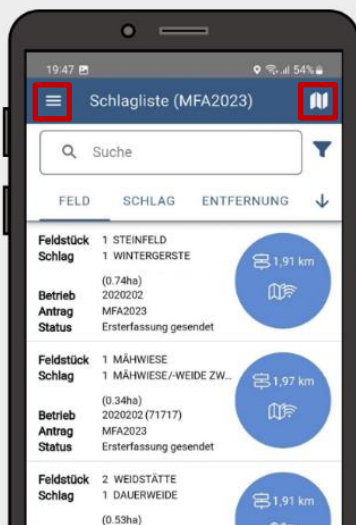 19:47 54%
Schlagliste (MFA2023)
Suche
FELD SCHLAG ENTFERNUNG
Feldstück 1 STEINFELD
Schlag 1 WINTERGERSTE
(0.74ha)
1,91 km
Betrieb 2020202
Antrag MFA2023
Status Ersterfassung gesendet
Feldstück 1 MÄHWIESE
Schlag 1 MÄHWIESE/-WEIDE ZW...
(0.34ha)
1,97 km
Betrieb 2020202 (71717)
Antrag MFA2023
Status Ersterfassung gesendet
Feldstück 2 WEIDSTÄTTE
Schlag 1 DAUERWEIDE
(0.53ha)
1,91 km